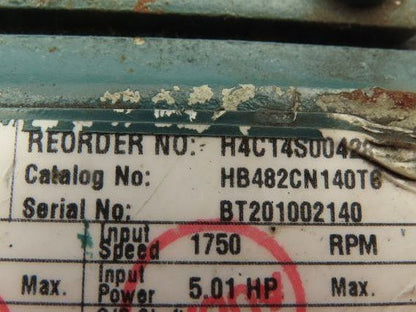 REORDER NO: H4C14S0042
Catalog No: HB482CN140T6
Serial No: BT201002140
Input Speed 1750 RPM
Max. Input Power 5.01 HP Max.